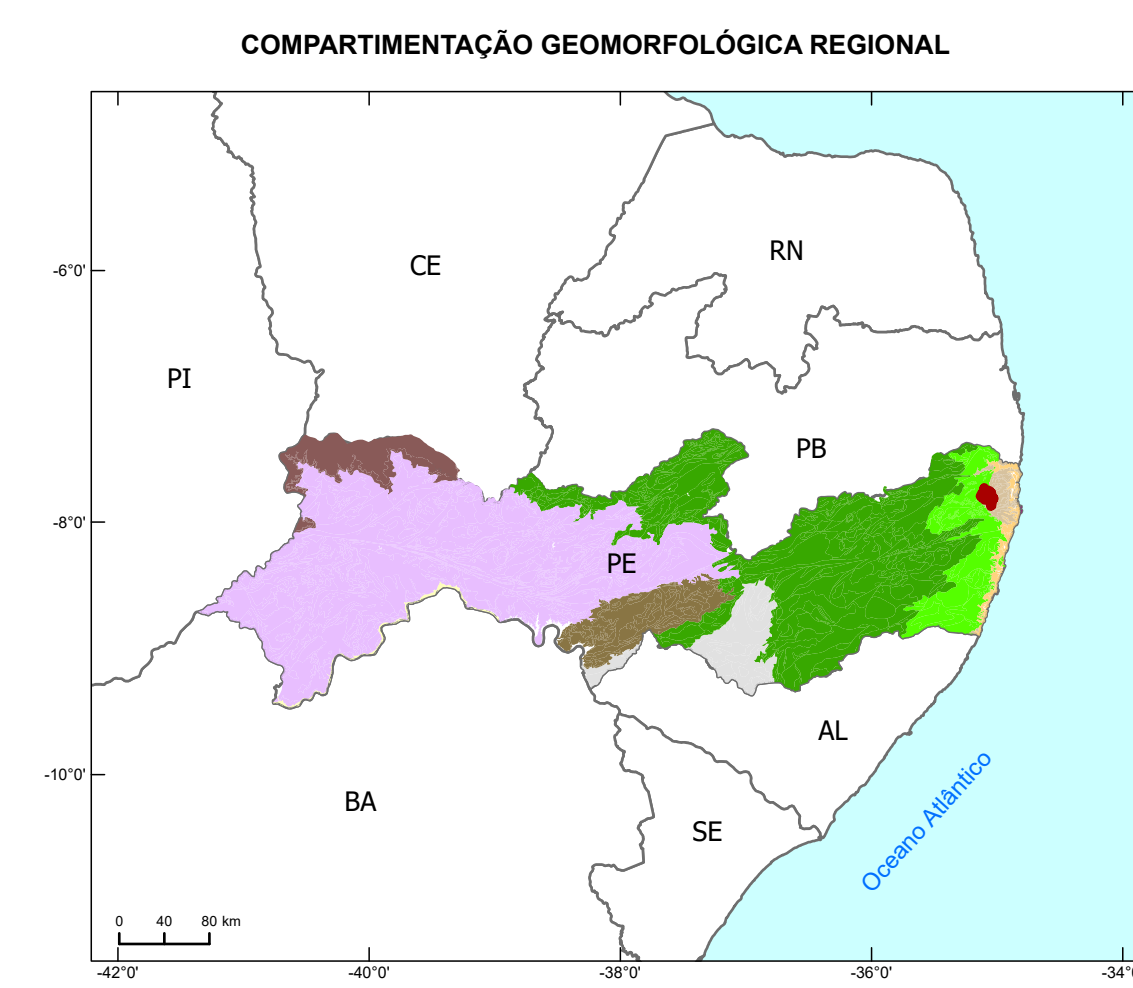 COMPARTIMENTAÇÃO GEOMORFOLÓGICA REGIONAL
-6°0'
-8°0'
-10°0'
CE
RN
PI
PB
PE
AL
BA
SE
Oceano Atlântico
0 40 80 km
-42°0' -40°0' -38°0' -36°0' -34°0